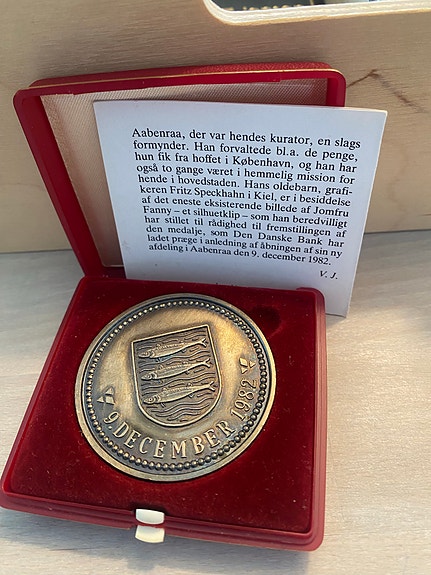 Aabenraa, der var hendes kurator, en slags
formynder. Han forvaltede bl.a. de penge,
hun fik fra hoffet i København, og han har
også to gange været i hemmelig mission for
hende i hovedstaden. Hans oldebarn, grafi-
keren Fritz Speckhahn i Kiel, er i besiddelse
af det eneste eksisterende billede af Jomfru
Fanny – et silhuetklip – som han beredvilligt
har stillet til rådighed til fremstillingen af
den medalje, som Den Danske Bank har
ladet præge i anledning af åbningen af sin ny
afdeling i Aabenraa den 9. december 1982.
V. J.
9. DECEMBER 1982